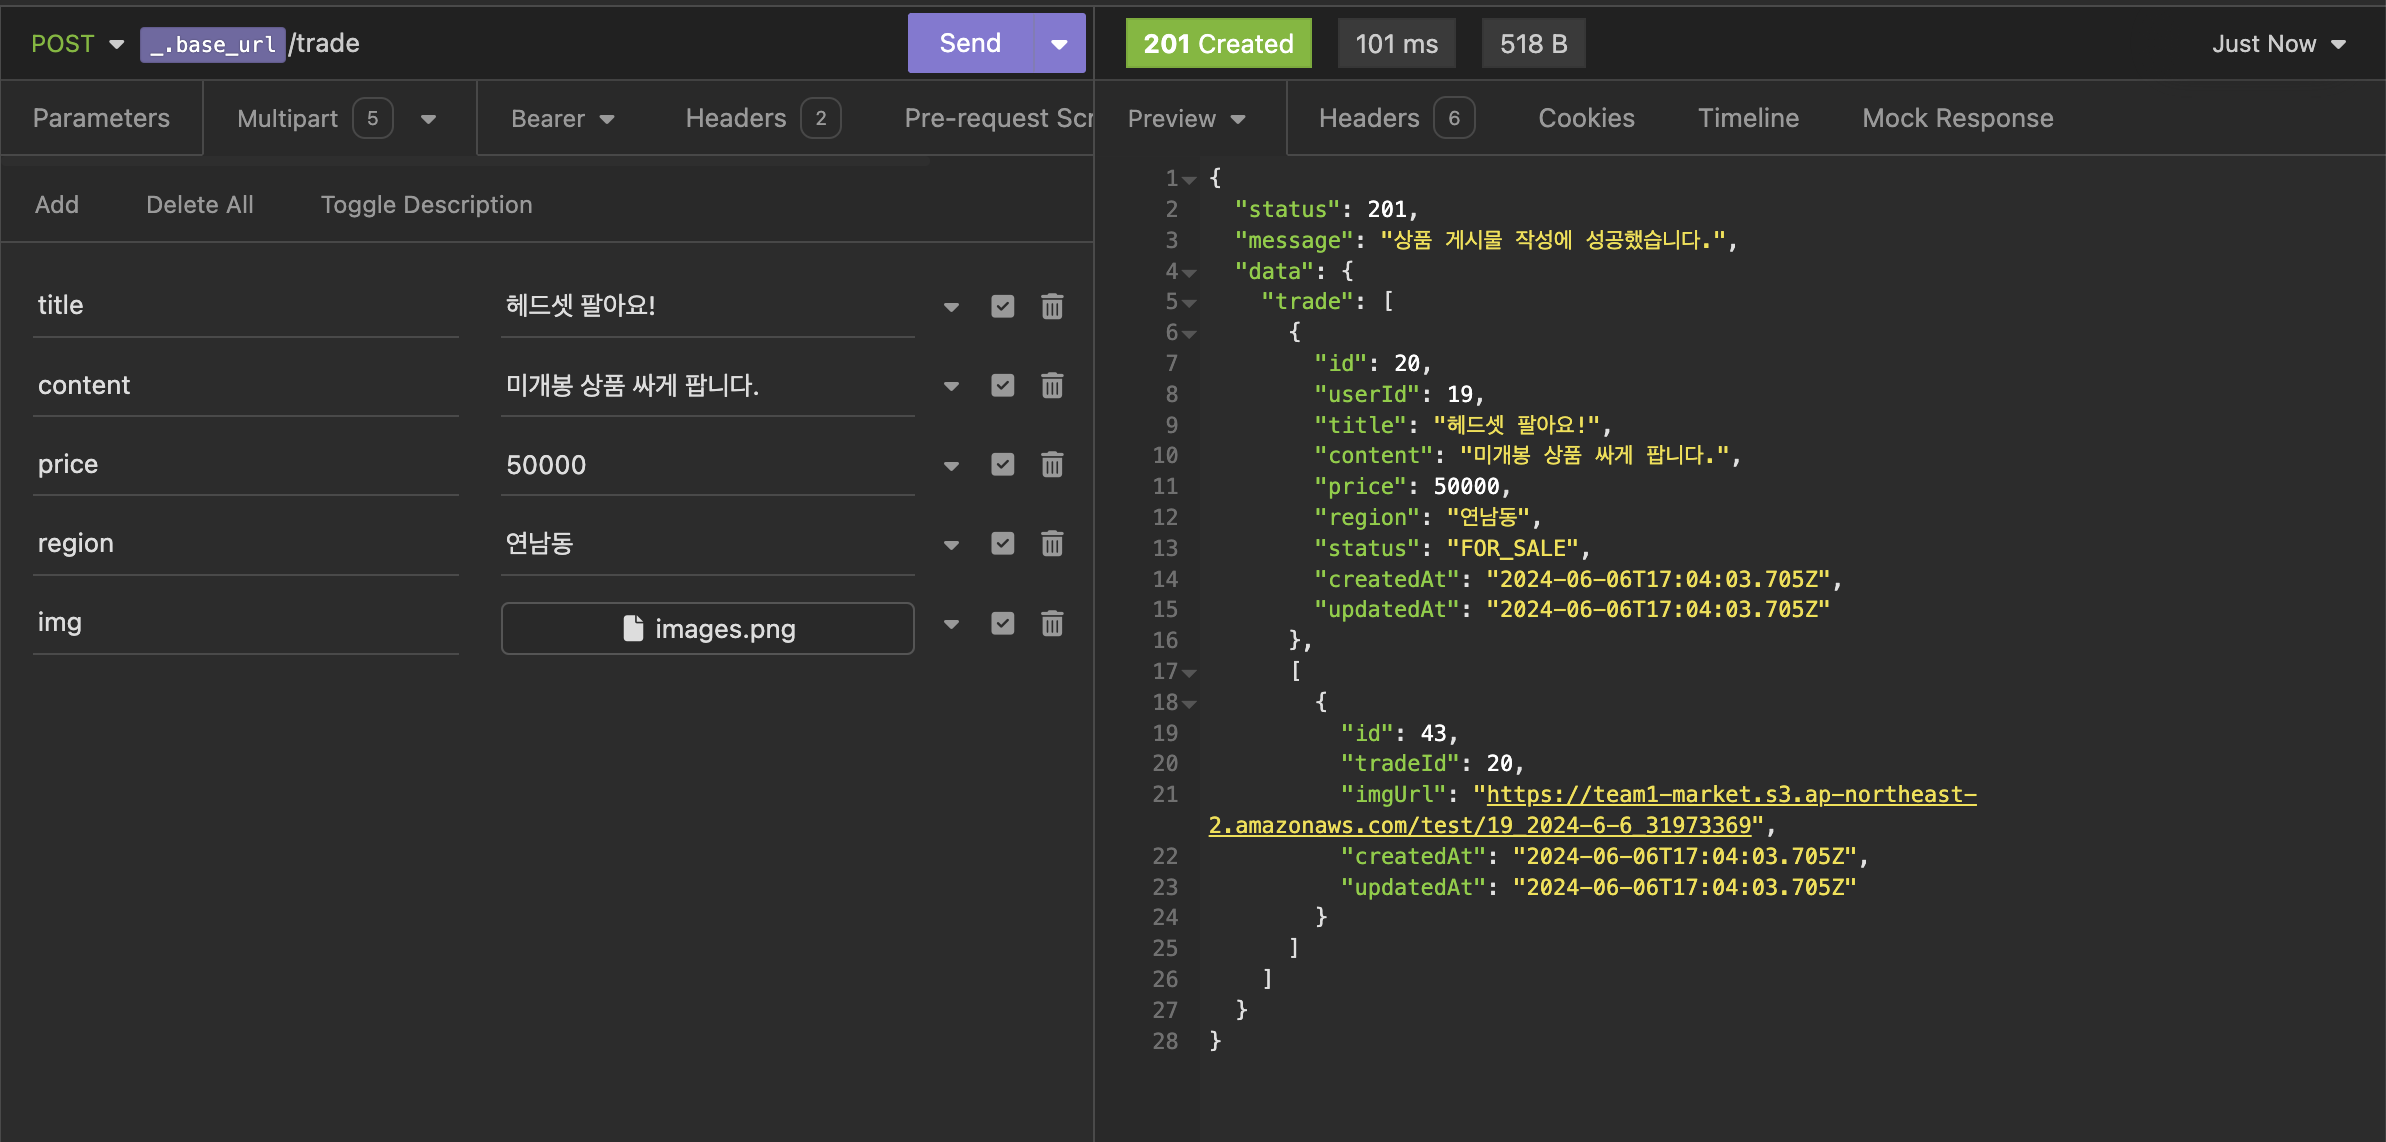 POST _.base_url/trade Send
201 Created 101 ms 518 B Just Now
Parameters Multipart 5 Bearer Headers 2 Pre-request Scr
Preview Headers 6 Cookies Timeline Mock Response
Add Delete All Toggle Description
title 헤드셋 팔아요!
content 미개봉 상품 싸게 팝니다.
price 50000
region 연남동
img images.png
1 {
2 "status": 201,
3 "message": "상품 게시물 작성에 성공했습니다.",
4 "data": {
5 "trade": [
6 {
7 "id": 20,
8 "userId": 19,
9 "title": "헤드셋 팔아요!",
10 "content": "미개봉 상품 싸게 팝니다.",
11 "price": 50000,
12 "region": "연남동",
13 "status": "FOR_SALE",
14 "createdAt": "2024-06-06T17:04:03.705Z",
15 "updatedAt": "2024-06-06T17:04:03.705Z"
16 },
17 [
18 {
19 "id": 43,
20 "tradeId": 20,
21 "imgUrl": "https://team1-market.s3.ap-northeast-
2.amazonaws.com/test/19_2024-6-6_31973369",
22 "createdAt": "2024-06-06T17:04:03.705Z",
23 "updatedAt": "2024-06-06T17:04:03.705Z"
24 }
25 ]
26 ]
27 }
28 }